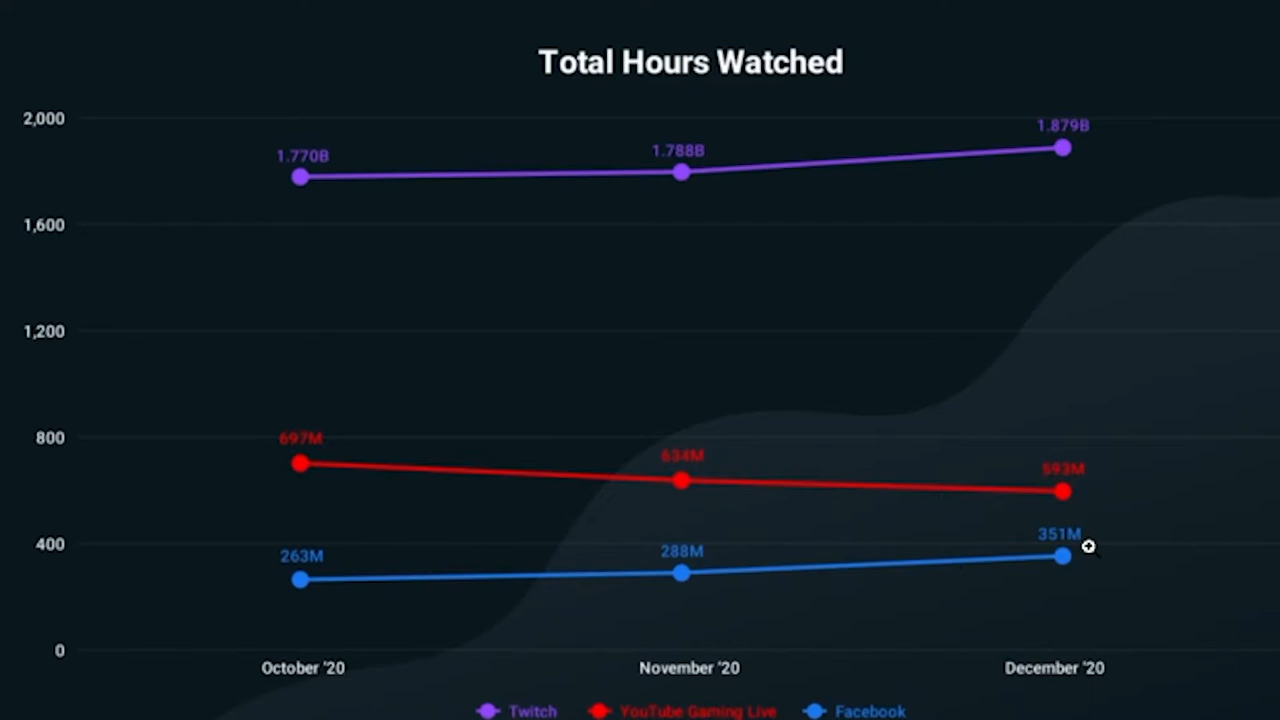 Total Hours Watched
2,000
1.770B
1.788B
1.879B
1,600
1,200
800
697M
634M
593M
400
263M
288M
351M
0
October '20
November '20
December '20
Twitch
YouTube Gaming Live
Facebook